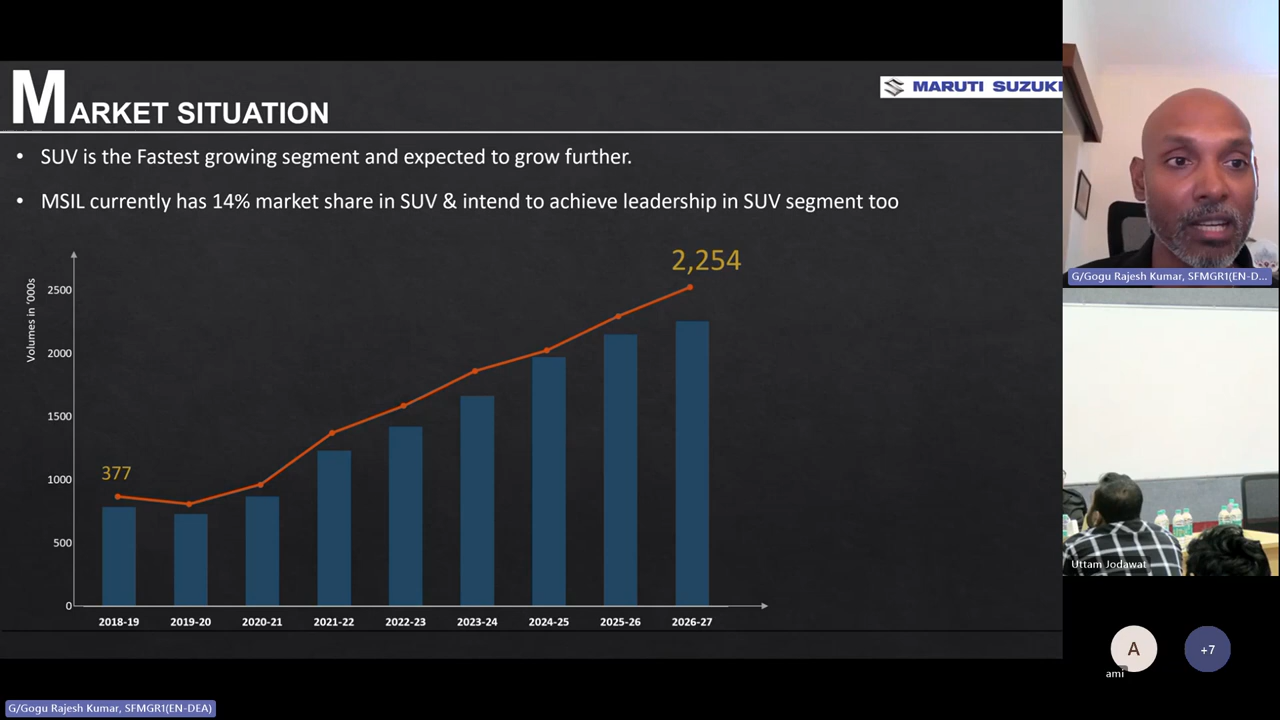 MARKET SITUATION
MARUTI SUZUKI
• SUV is the Fastest growing segment and expected to grow further.
• MSIL currently has 14% market share in SUV & intend to achieve leadership in SUV segment too
Volumes in '000s
2500
2000
1500
1000
500
0
377
2,254
2018-19 2019-20 2020-21 2021-22 2022-23 2023-24 2024-25 2025-26 2026-27
G/Gogu Rajesh Kumar, SFMGR1(EN-D...
Uttam Jodawat
A
ami
+7
G/Gogu Rajesh Kumar, SFMGR1(EN-DEA)